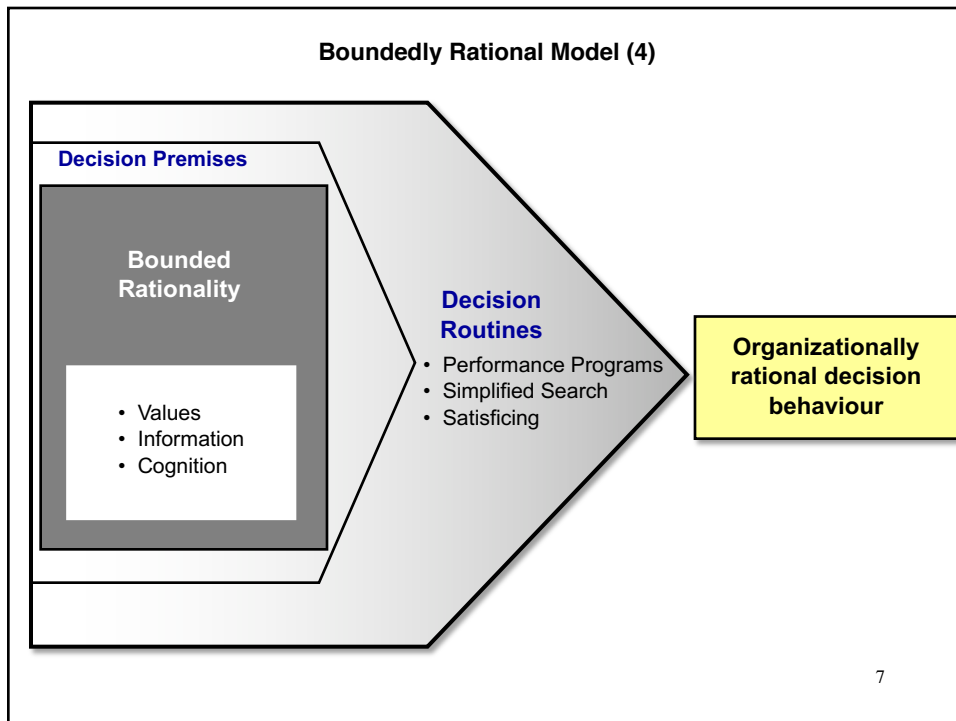 Boundedly Rational Model (4)
Decision Premises
Bounded
Rationality
• Values
• Information
• Cognition
Decision
Routines
• Performance Programs
• Simplified Search
• Satisficing
Organizationally
rational decision
behaviour
7